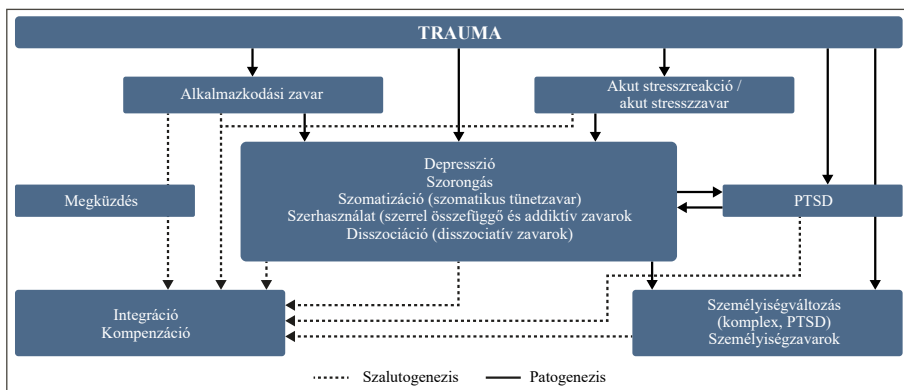 TRAUMA
Alkalmazkodási zavar
Akut stresszreakció /
akut stresszzavar
Depresszió
Szorongás
Szomatizáció (szomatikus tünetzavar)
Szerhasználat (szerrel összefüggő és addiktív zavarok
Disszociáció (disszociatív zavarok)
Megküzdés
PTSD
Integráció
Kompenzáció
Személyiségváltozás
(komplex, PTSD)
Személyiségzavarok
Szalutogenezis
Patogenezis